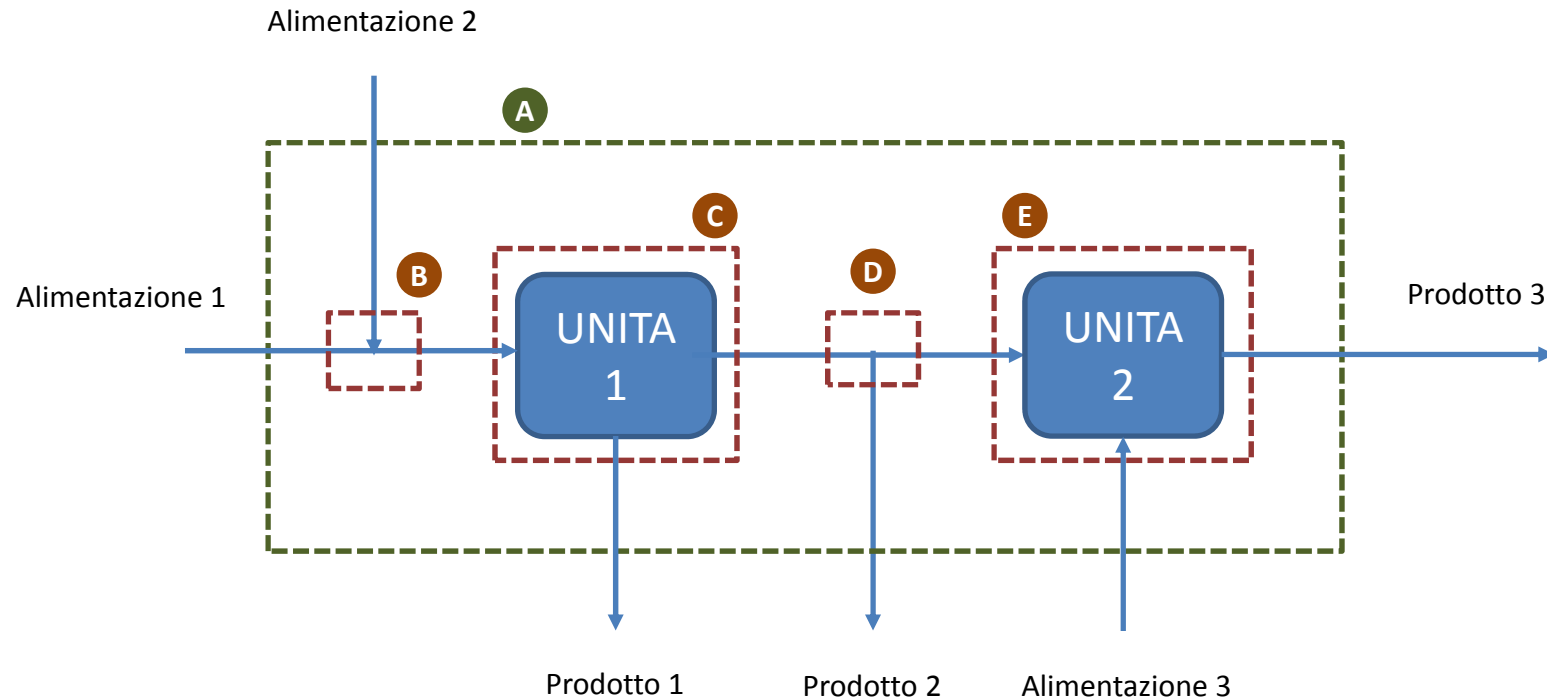 Alimentazione 2
A
C
E
B
D
Alimentazione 1
Prodotto 3
UNITA
1
UNITA
2
Prodotto 1
Prodotto 2
Alimentazione 3